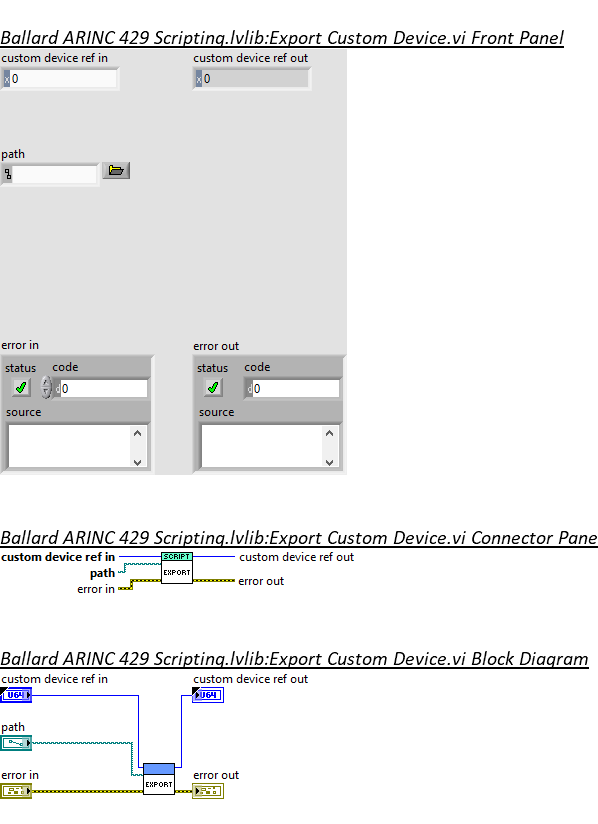 Ballard ARINC 429 Scripting.lvlib:Export Custom Device.vi Front Panel
custom device ref in custom device ref out
x 0 x 0
path
error in error out
status code status code
d 0 d 0
source source
Ballard ARINC 429 Scripting.lvlib:Export Custom Device.vi Connector Pane
custom device ref in SCRIPT custom device ref out
path EXPORT
error in error out
Ballard ARINC 429 Scripting.lvlib:Export Custom Device.vi Block Diagram
custom device ref in custom device ref out
U64 U64
path
error in error out
EXPORT